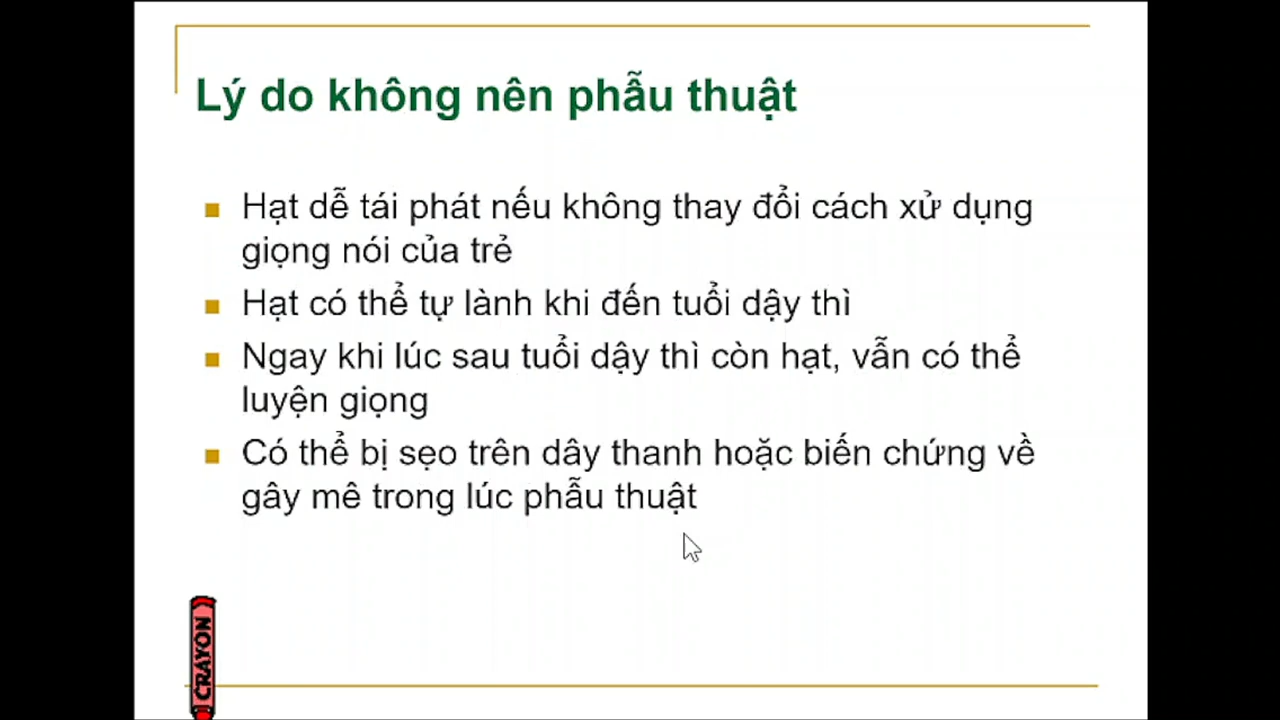 Lý do không nên phẫu thuật
Hạt dễ tái phát nếu không thay đổi cách xử dụng
giọng nói của trẻ
Hạt có thể tự lành khi đến tuổi dậy thì
Ngay khi lúc sau tuổi dậy thì còn hạt, vẫn có thể
luyện giọng
Có thể bị sẹo trên dây thanh hoặc biến chứng về
gây mê trong lúc phẫu thuật
CRAYON